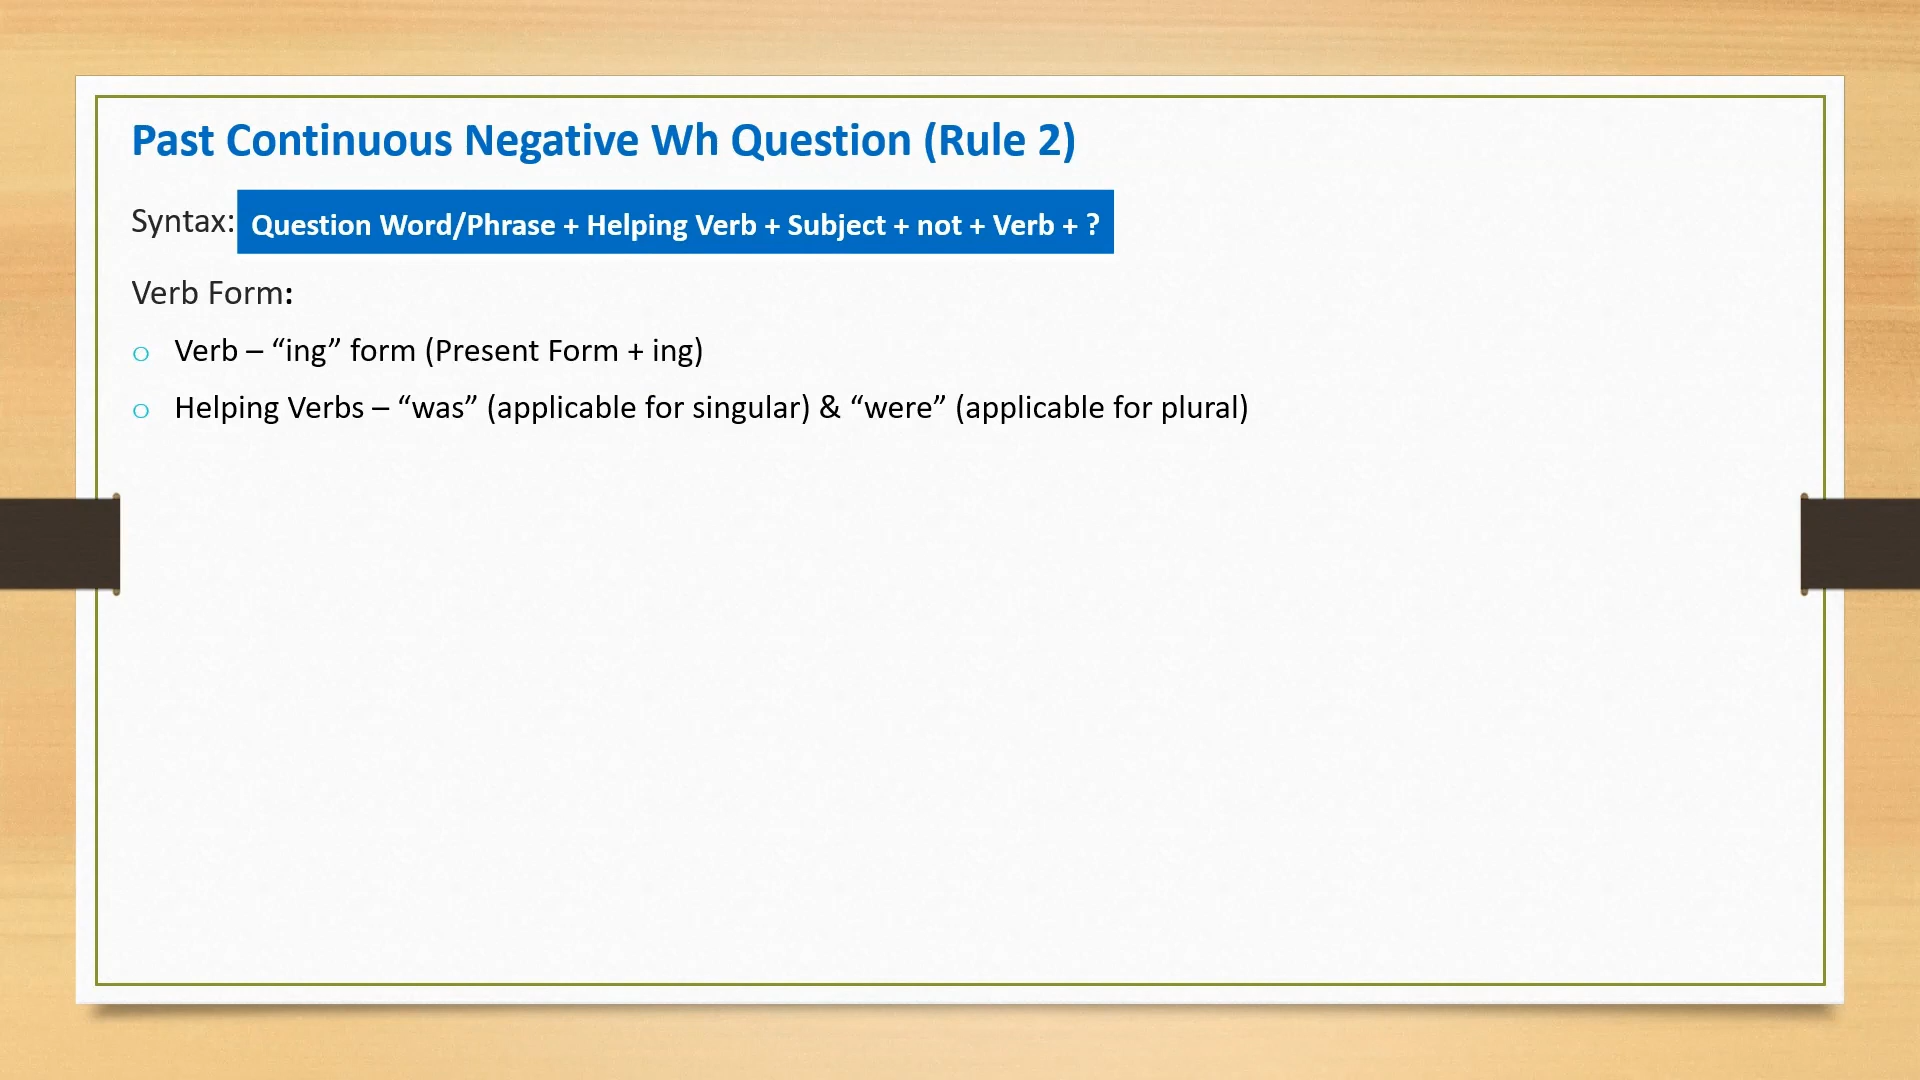 Past Continuous Negative Wh Question (Rule 2)
Syntax: Question Word/Phrase + Helping Verb + Subject + not + Verb + ?
Verb Form:
o Verb – “ing” form (Present Form + ing)
o Helping Verbs – “was” (applicable for singular) & “were” (applicable for plural)